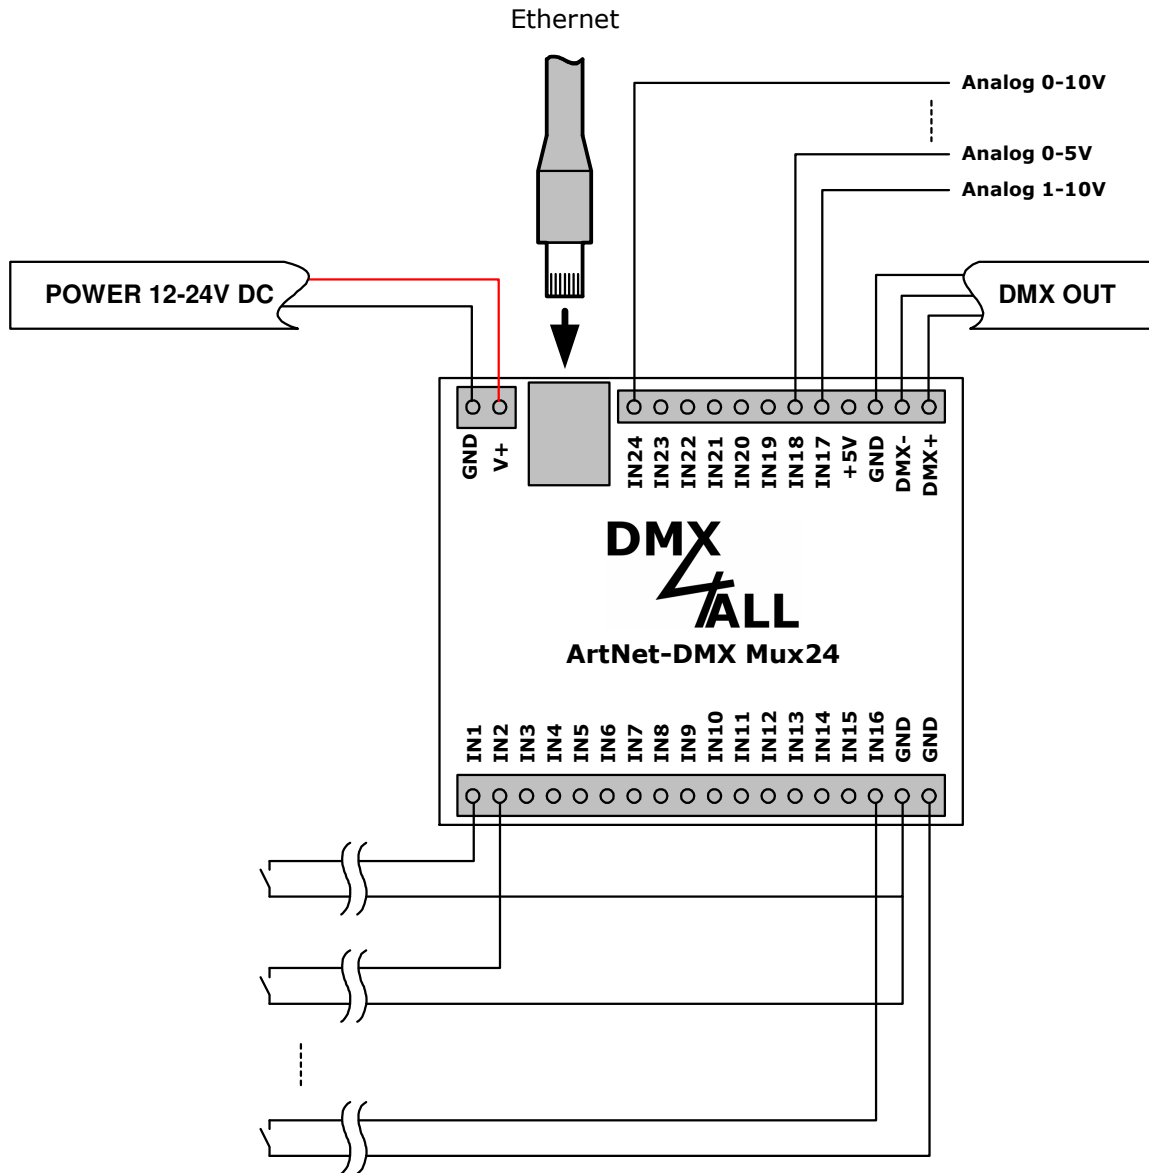 Ethernet
Analog 0-10V
Analog 0-5V
Analog 1-10V
POWER 12-24V DC
DMX OUT
GND
V+
IN24
IN23
IN22
IN21
IN20
IN19
IN18
IN17
+5V
GND
DMX-
DMX+
DMX
4
ALL
ArtNet-DMX Mux24
IN1
IN2
IN3
IN4
IN5
IN6
IN7
IN8
IN9
IN10
IN11
IN12
IN13
IN14
IN15
IN16
GND
GND